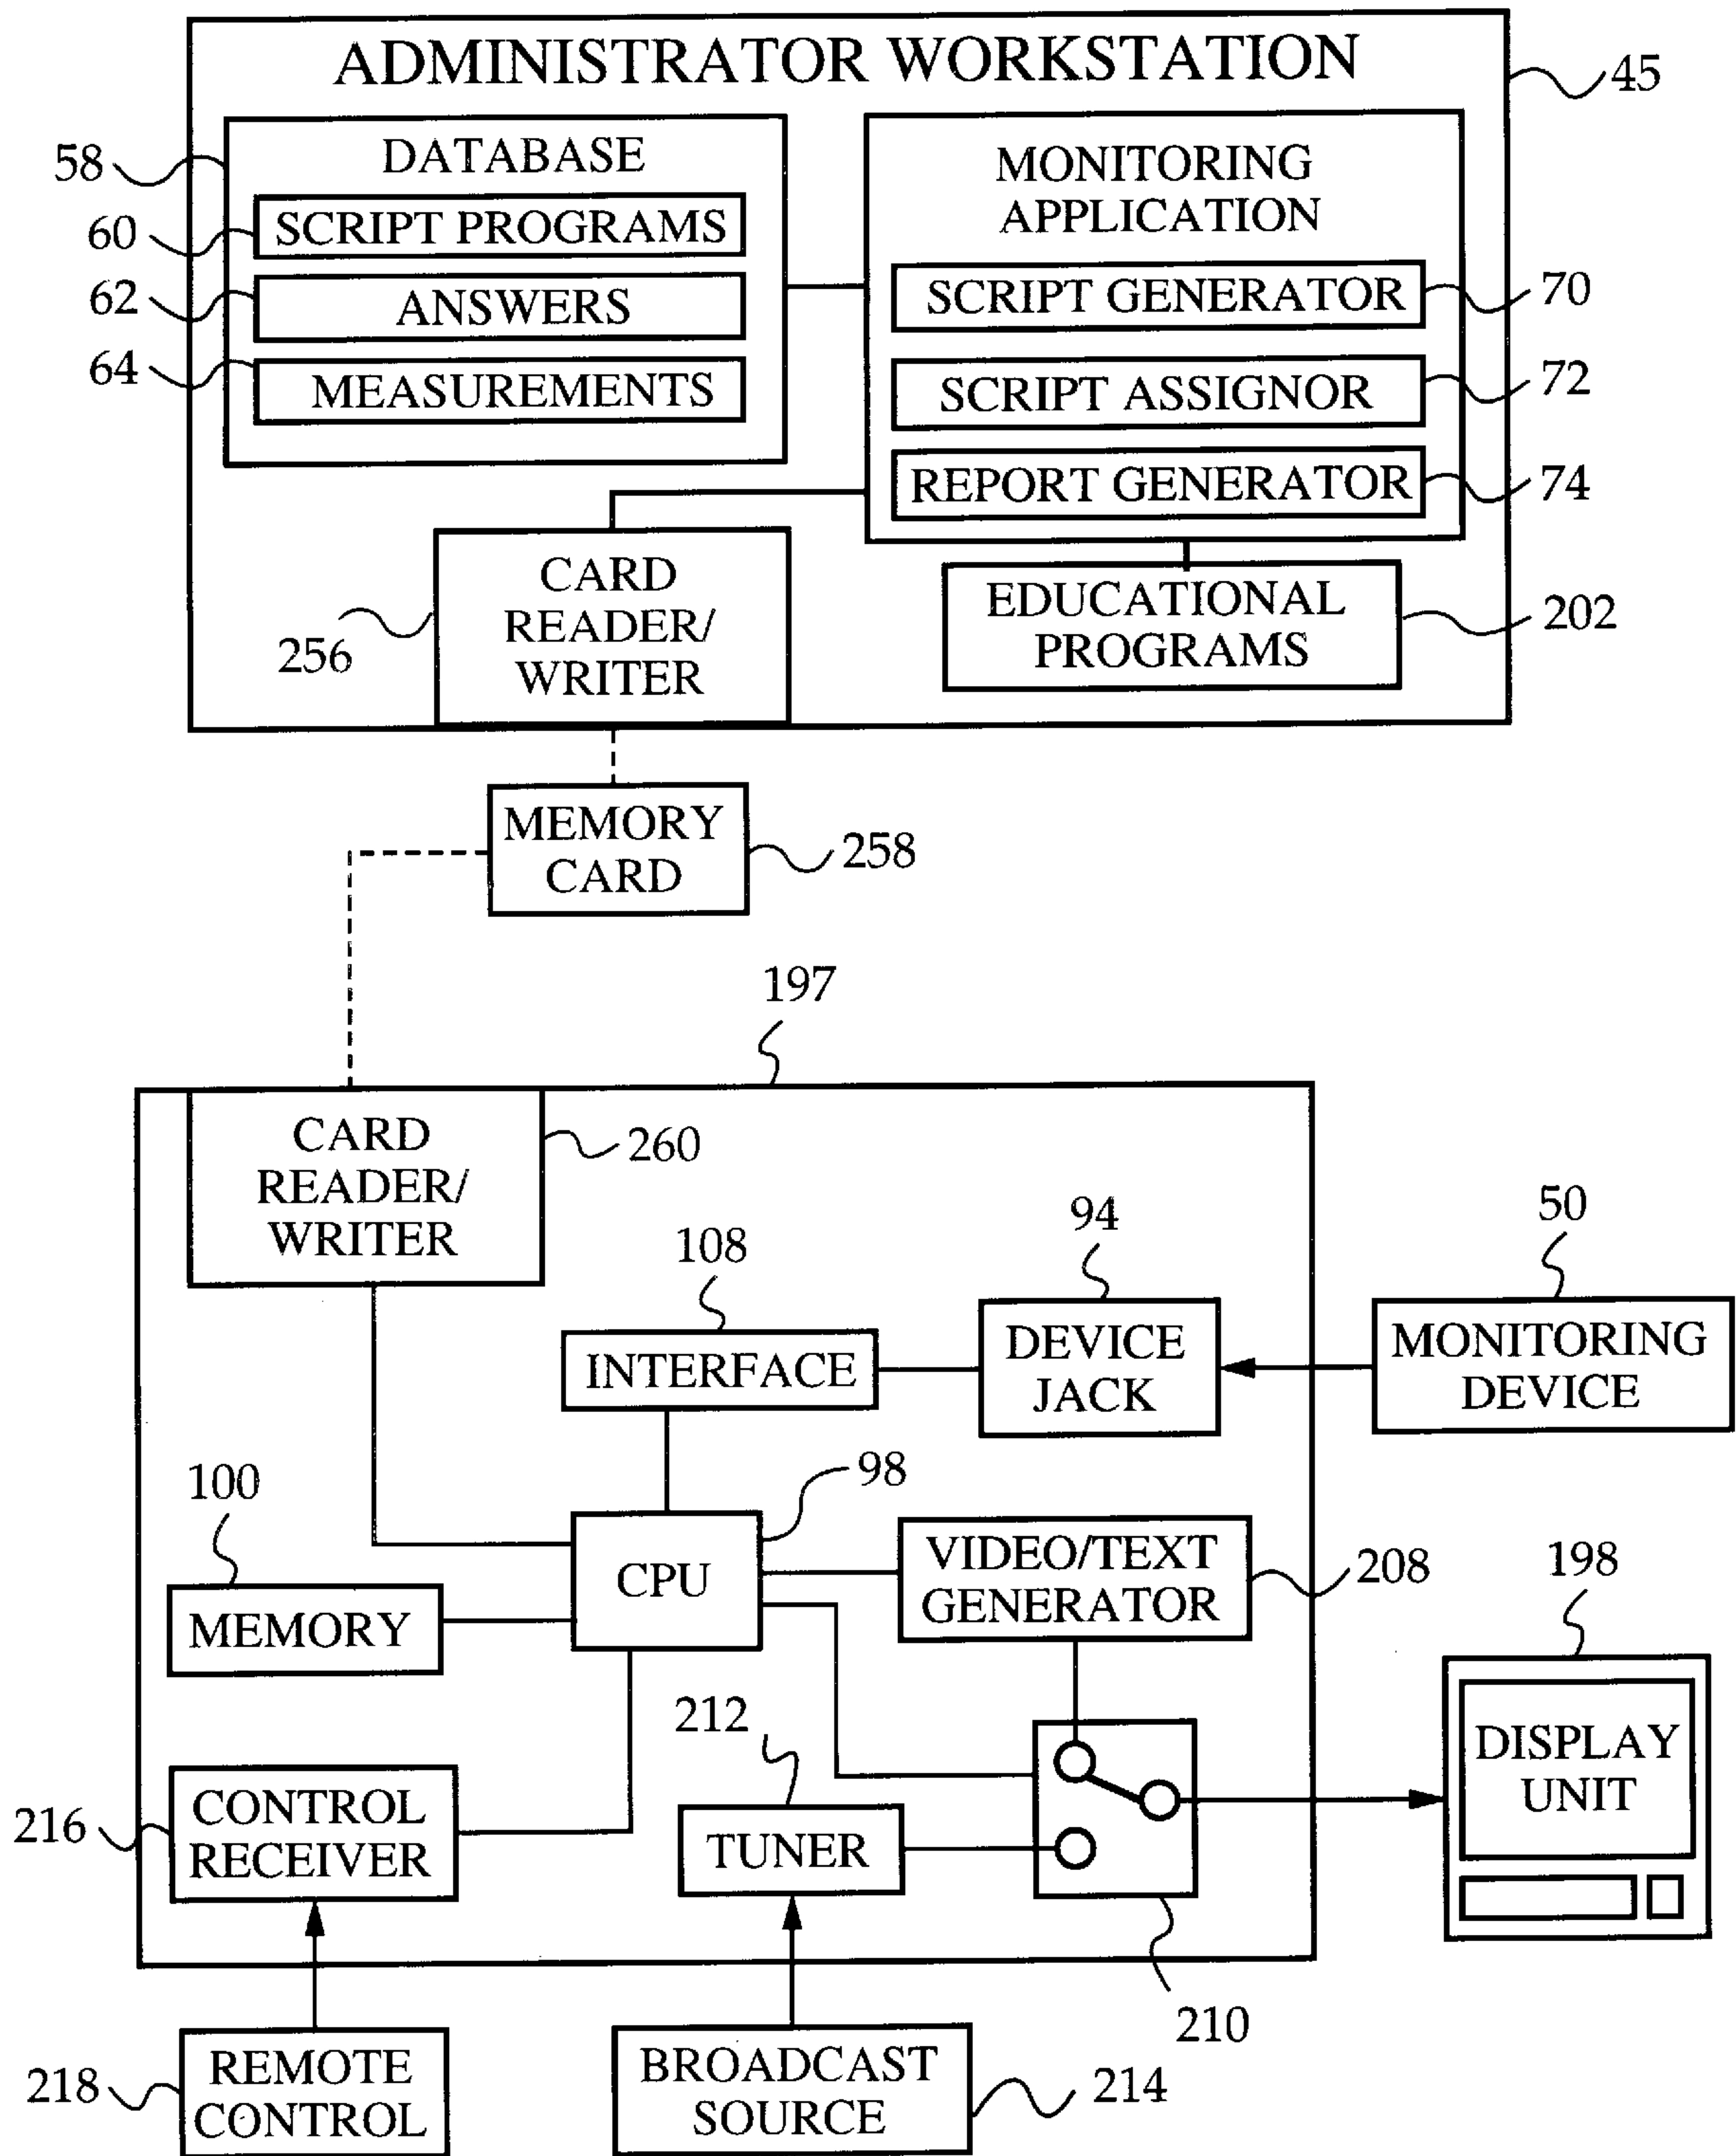 ADMINISTRATOR WORKSTATION
45
58
DATABASE
60
SCRIPT PROGRAMS
62
ANSWERS
64
MEASUREMENTS
MONITORING
APPLICATION
SCRIPT GENERATOR
70
SCRIPT ASSIGNOR
72
REPORT GENERATOR
74
256
CARD
READER/
WRITER
EDUCATIONAL
PROGRAMS
202
MEMORY
CARD
258
197
CARD
READER/
WRITER
260
108
INTERFACE
94
DEVICE
JACK
50
MONITORING
DEVICE
100
MEMORY
98
CPU
VIDEO/TEXT
GENERATOR
208
198
DISPLAY
UNIT
216
CONTROL
RECEIVER
212
TUNER
210
218
REMOTE
CONTROL
BROADCAST
SOURCE
214